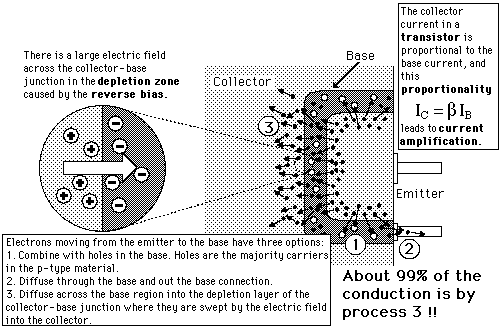 There is a large electric field
across the collector-base
junction in the depletion zone
caused by the reverse bias.
Base
Collector
The collector
current in a
transistor is
proportional to the
base current, and
this
proportionality
I_C = βI_B
leads to current
amplification.
3
Emitter
1
2
Electrons moving from the emitter to the base have three options:
1. Combine with holes in the base. Holes are the majority carriers
in the p-type material.
2. Diffuse through the base and out the base connection.
3. Diffuse across the base region into the depletion layer of the
collector-base junction where they are swept by the electric field
into the collector.
About 99% of the
conduction is by
process 3 !!